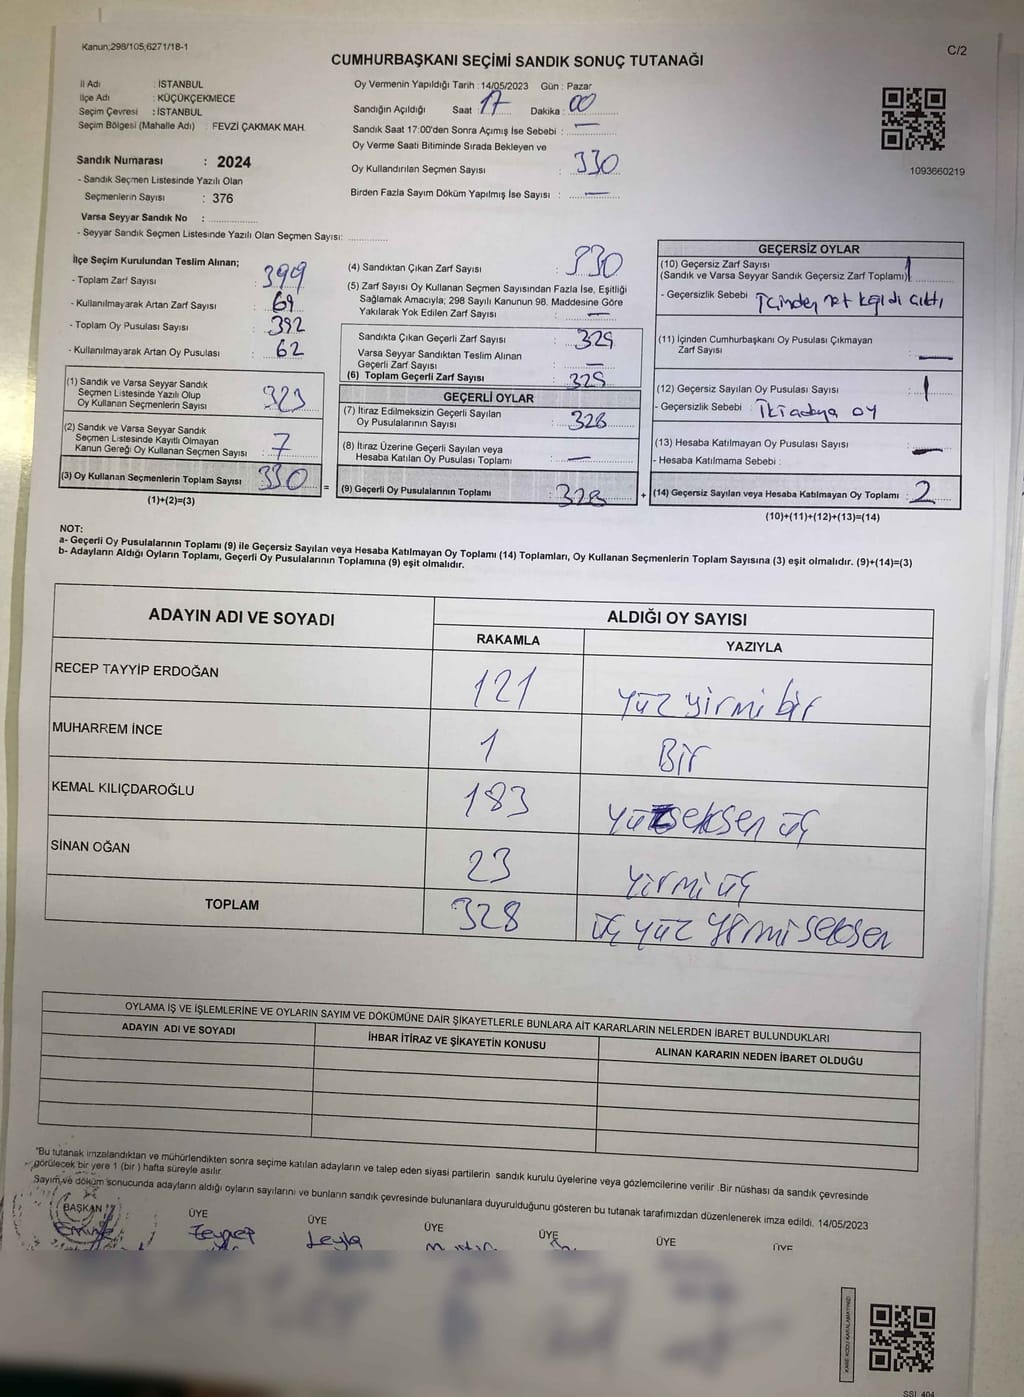 Kanun;298/105,6271/18-1
C/2
CUMHURBAŞKANI SEÇİMİ SANDIK SONUÇ TUTANAĞI
İl Adı : İSTANBUL
İlçe Adı : KÜÇÜKÇEKMECE
Seçim Çevresi : İSTANBUL
Seçim Bölgesi (Mahalle Adı) : FEVZİ ÇAKMAK MAH.
Sandık Numarası : 2024
- Sandık Seçmen Listesinde Yazılı Olan
Seçmenlerin Sayısı : 376
Varsa Seyyar Sandık No :
- Seyyar Sandık Seçmen Listesinde Yazılı Olan Seçmen Sayısı:
Oy Vermenin Yapıldığı Tarih : 14/05/2023 Gün : Pazar
Sandığın Açıldığı Saat : 17 Dakika : 00
Sandık Saat 17:00'den Sonra Açımış İse Sebebi : —
Oy Verme Saati Bitiminde Sırada Bekleyen ve
Oy Kullandırılan Seçmen Sayısı : 330
Birden Fazla Sayım Döküm Yapılmış İse Sayısı : —
1093660219
İlçe Seçim Kurulundan Teslim Alınan;
- Toplam Zarf Sayısı : 399
- Kullanılmayarak Artan Zarf Sayısı : 69
- Toplam Oy Pusulası Sayısı : 392
- Kullanılmayarak Artan Oy Pusulası : 62
(1) Sandık ve Varsa Seyyar Sandık
Seçmen Listesinde Yazılı Olup
Oy Kullanan Seçmenlerin Sayısı : 323
(2) Sandık ve Varsa Seyyar Sandık
Seçmen Listesinde Kayıtlı Olmayan
Kanun Gereği Oy Kullanan Seçmen Sayısı : 7
(3) Oy Kullanan Seçmenlerin Toplam Sayısı : 330
(1)+(2)=(3)
=
(4) Sandıktan Çıkan Zarf Sayısı : 330
(5) Zarf Sayısı Oy Kullanan Seçmen Sayısından Fazla İse, Eşitliği
Sağlamak Amacıyla; 298 Sayılı Kanunun 98. Maddesine Göre
Yakılarak Yok Edilen Zarf Sayısı : —
Sandıkta Çıkan Geçerli Zarf Sayısı : 329
Varsa Seyyar Sandıktan Teslim Alınan
Geçerli Zarf Sayısı : —
(6) Toplam Geçerli Zarf Sayısı : 329
GEÇERLİ OYLAR
(7) İtiraz Edilmeksizin Geçerli Sayılan
Oy Pusulalarının Sayısı : 328
(8) İtiraz Üzerine Geçerli Sayılan veya
Hesaba Katılan Oy Pusulası Toplamı : —
(9) Geçerli Oy Pusulalarının Toplamı : 328
+
GEÇERSİZ OYLAR
(10) Geçersiz Zarf Sayısı
(Sandık ve Varsa Seyyar Sandık Geçersiz Zarf Toplamı) 1
- Geçersizlik Sebebi : İçinden not kağıdı çıktı
(11) İçinden Cumhurbaşkanı Oy Pusulası Çıkmayan
Zarf Sayısı : —
(12) Geçersiz Sayılan Oy Pusulası Sayısı : 1
- Geçersizlik Sebebi : İki adaya oy
(13) Hesaba Katılmayan Oy Pusulası Sayısı : —
- Hesaba Katılmama Sebebi :
(14) Geçersiz Sayılan veya Hesaba Katılmayan Oy Toplamı : 2
(10)+(11)+(12)+(13)=(14)
NOT:
a- Geçerli Oy Pusulalarının Toplamı (9) ile Geçersiz Sayılan veya Hesaba Katılmayan Oy Toplamı (14) Toplamları, Oy Kullanan Seçmenlerin Toplam Sayısına (3) eşit olmalıdır. (9)+(14)=(3)
b- Adayların Aldığı Oyların Toplamı, Geçerli Oy Pusulalarının Toplamına (9) eşit olmalıdır.
ADAYIN ADI VE SOYADI
ALDIĞI OY SAYISI
RAKAMLA YAZIYLA
RECEP TAYYİP ERDOĞAN 121 yüz yirmi bir
MUHARREM İNCE 1 Bir
KEMAL KILIÇDAROĞLU 183 yüzseksen üç
SİNAN OĞAN 23 yirmi üç
TOPLAM 328 üç yüz yirmi seksen
OYLAMA İŞ VE İŞLEMLERİNE VE OYLARIN SAYIM VE DÖKÜMÜNE DAİR ŞİKAYETLERLE BUNLARA AİT KARARLARIN NELERDEN İBARET BULUNDUKLARI
ADAYIN ADI VE SOYADI
İHBAR İTİRAZ VE ŞİKAYETİN KONUSU
ALINAN KARARIN NEDEN İBARET OLDUĞU
"Bu tutanak imzalandıktan ve mühürlendikten sonra seçime katılan adayların ve talep eden siyasi partilerin sandık kurulu üyelerine veya gözlemcilerine verilir .Bir nüshası da sandık çevresinde
görülecek bir yere 1 (bir ) hafta süreyle asılır.
Sayım ve döküm sonucunda adayların aldığı oyların sayılarını ve bunların sandık çevresinde bulunanlara duyurulduğunu gösteren bu tutanak tarafımızdan düzenlenerek imza edildi. 14/05/2023
BAŞKAN ÜYE ÜYE ÜYE ÜYE ÜYE ÜYE
Emine Zeynep Leyla
SSI_404